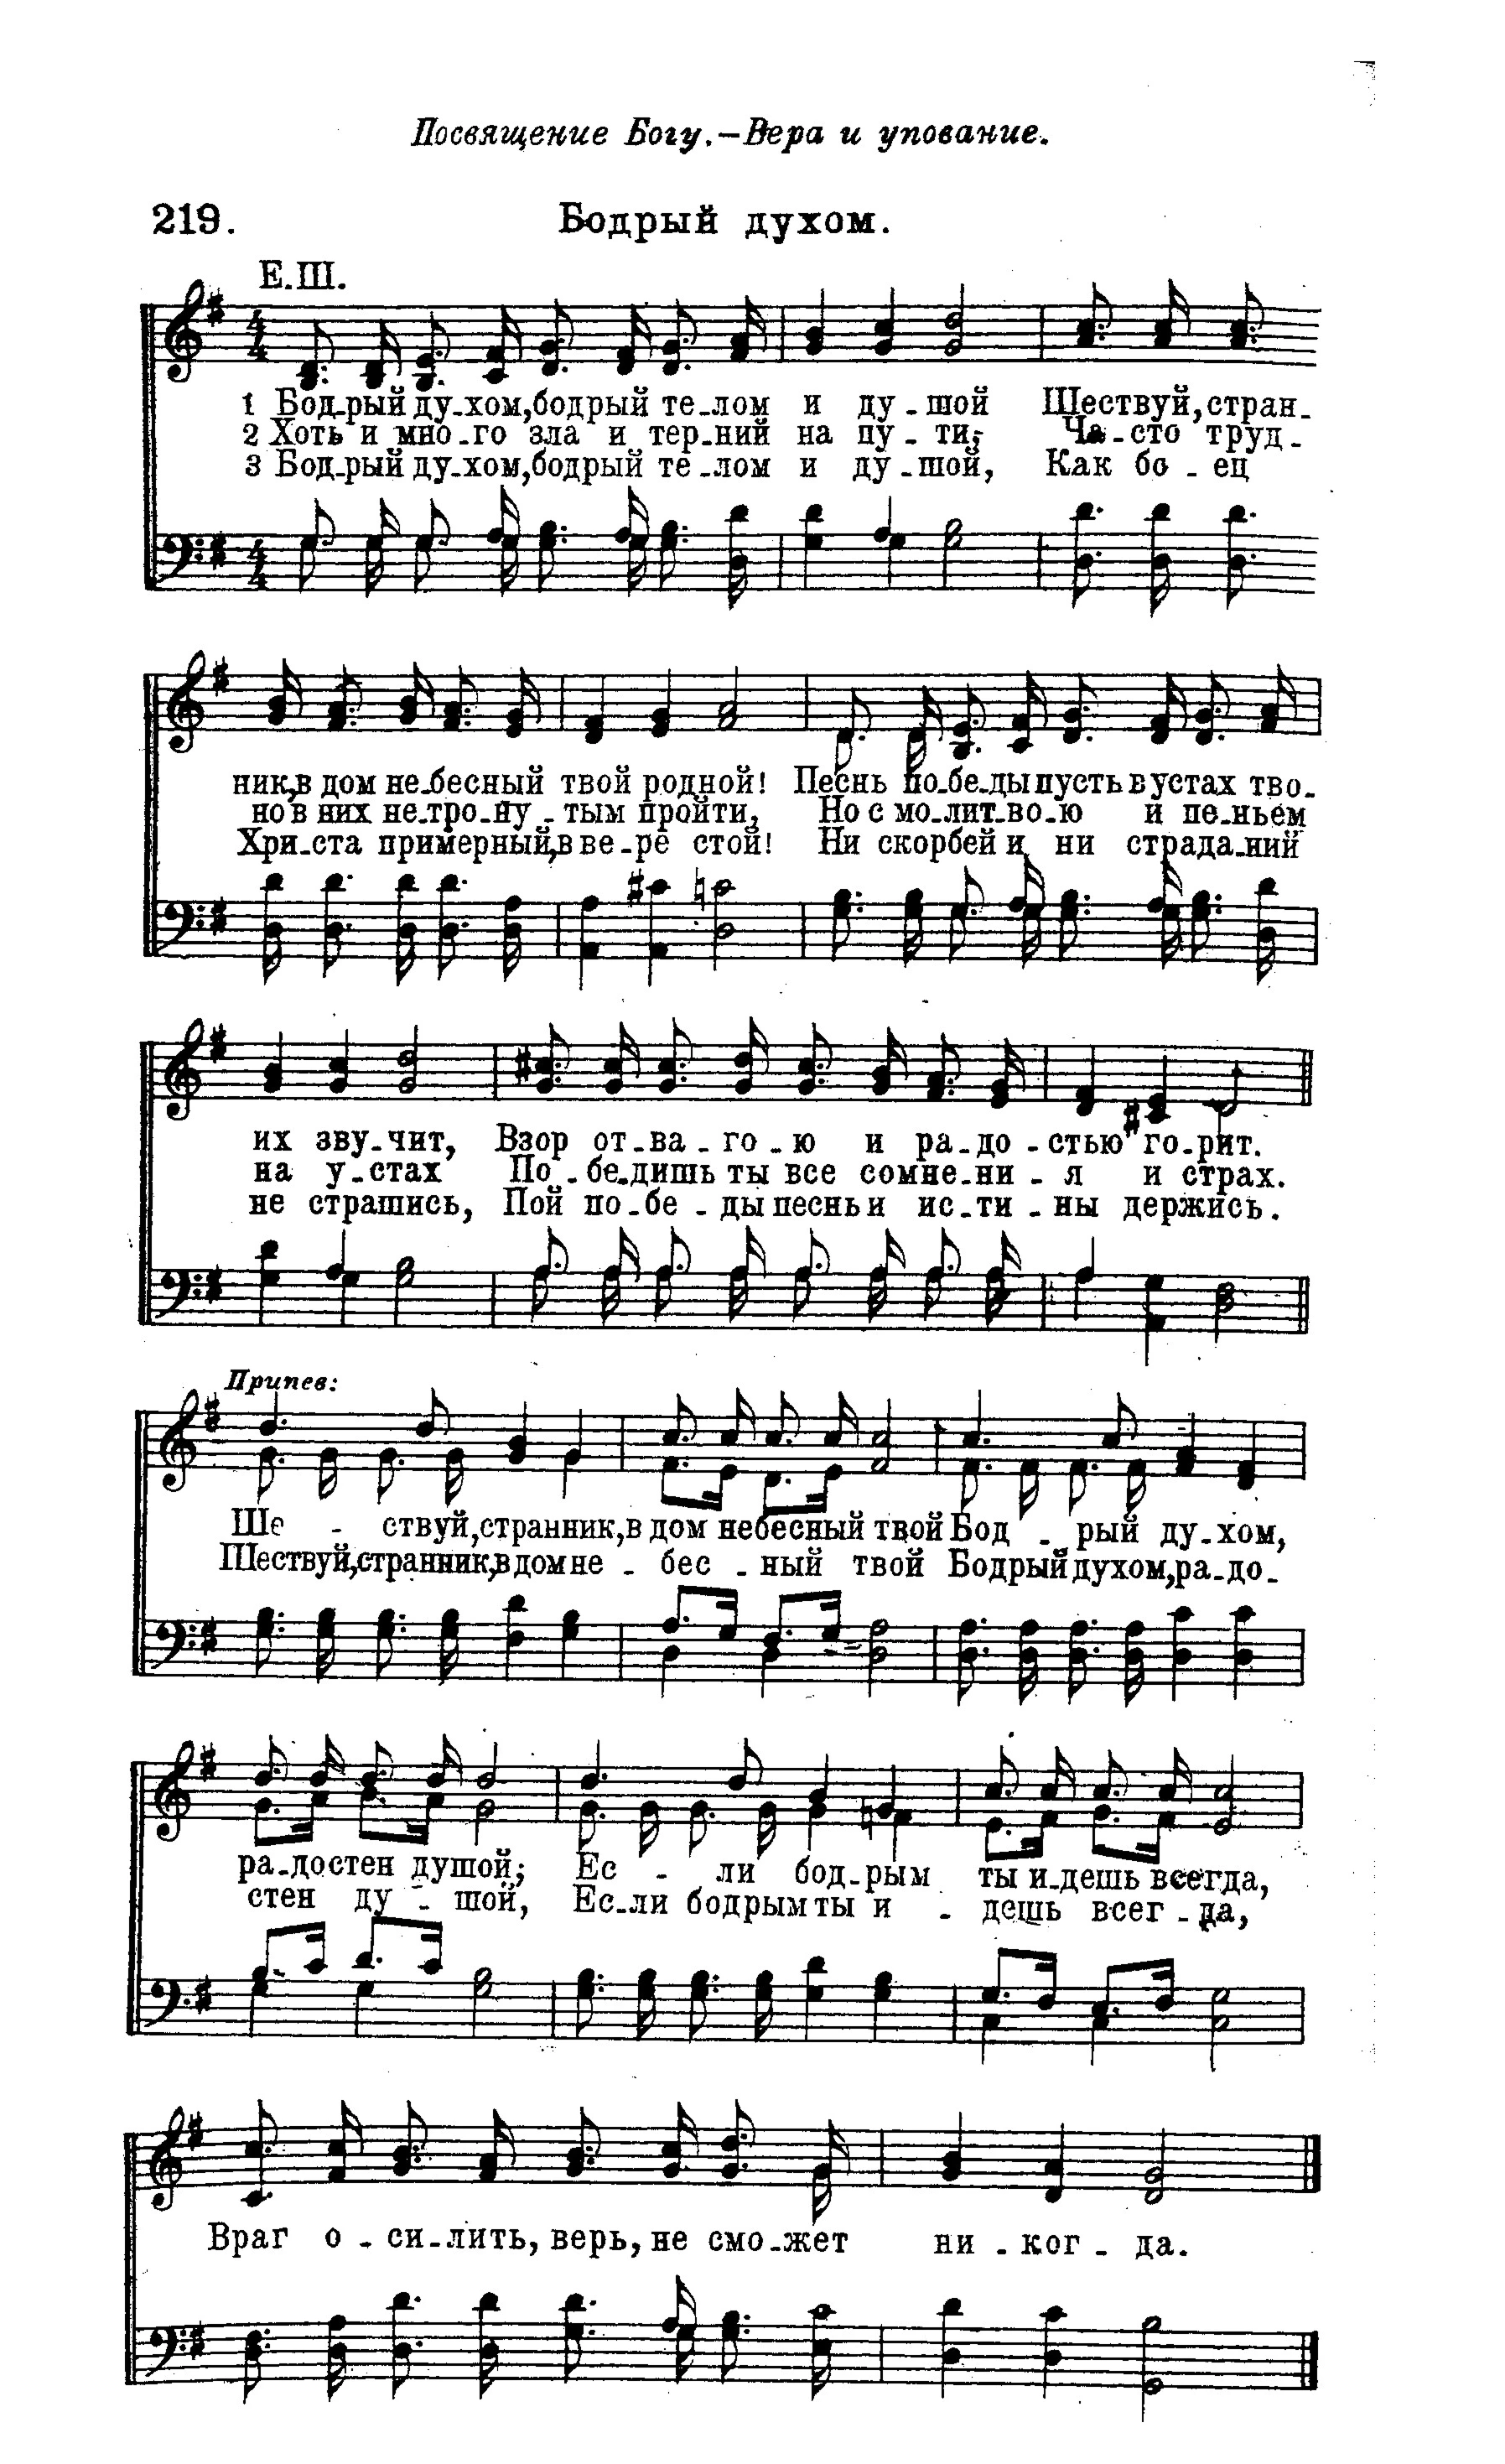 Посвящение Богу.–Вера и упование.
219.
Бодрый духом.
Е.Ш.
1 Бод-рый ду-хом, бодрый те-лом и ду-шой Шествуй, стран-
2 Хоть и мно-го зла и тер-ний на пу-ти, Ча-сто труд-
3 Бод-рый ду-хом, бодрый те-лом и ду-шой, Как бо-ец
ник, в дом не-бесный твой родной! Песнь по-бе-ды пусть в устах тво-
но в них не-тро-ну-тым пройти, Но с мо-лит-во-ю и пе-ньем
Хри-ста примерный, в ве-ре стой! Ни скорбей и ни страда-ний
их зву-чит, Взор от-ва-го-ю и ра-до-стью го-рит.
на у-стах По-бе-дишь ты все сомне-ни-я и страх.
не страшись, Пой по-бе-ды песнь и ис-ти-ны держись.
Припев:
Ше - ствуй, странник, в дом небесный твой Бод - рый ду-хом,
Шествуй, странник, в дом не - бес - ный твой Бодрый духом, ра-до-
ра-достен душой; Ес - ли бод-рым ты и-дешь всегда,
стен ду - шой, Ес-ли бодрым ты и - дешь всег-да,
Враг о-си-лить, верь, не смо-жет ни-ког-да.